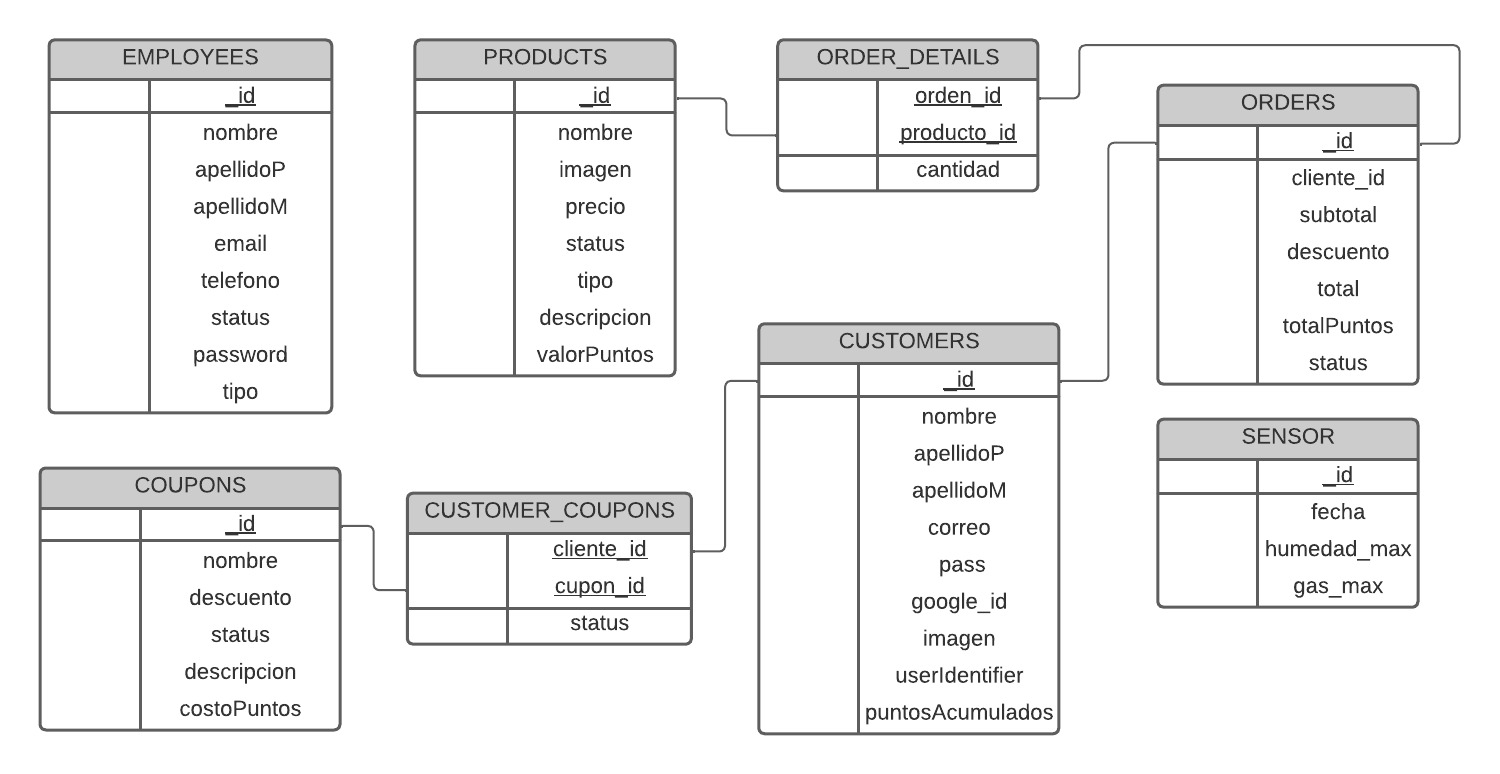 EMPLOYEES
_id
nombre
apellidoP
apellidoM
email
telefono
status
password
tipo
PRODUCTS
_id
nombre
imagen
precio
status
tipo
descripcion
valorPuntos
ORDER_DETAILS
orden_id
producto_id
cantidad
ORDERS
_id
cliente_id
subtotal
descuento
total
totalPuntos
status
COUPONS
_id
nombre
descuento
status
descripcion
costoPuntos
CUSTOMER_COUPONS
cliente_id
cupon_id
status
CUSTOMERS
_id
nombre
apellidoP
apellidoM
correo
pass
google_id
imagen
userIdentifier
puntosAcumulados
SENSOR
_id
fecha
humedad_max
gas_max